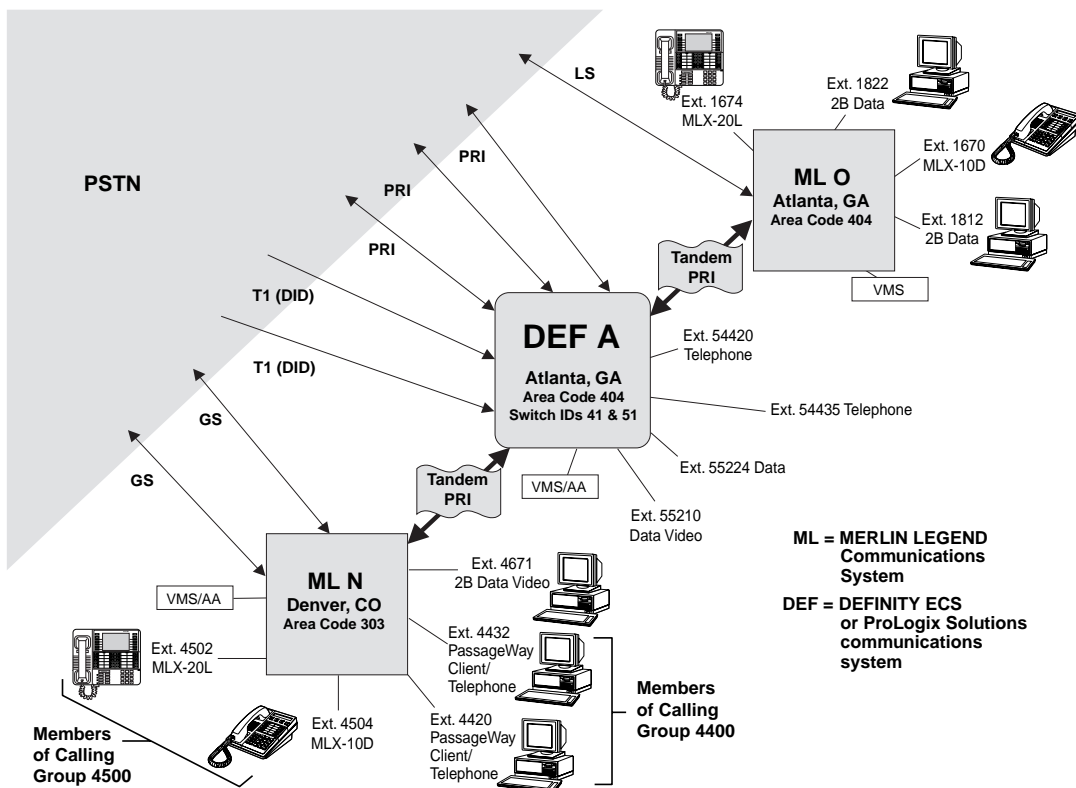 PSTN
LS
PRI
PRI
PRI
T1 (DID)
T1 (DID)
GS
GS
Ext. 1674
MLX-20L
Ext. 1822
2B Data
Ext. 1670
MLX-10D
Ext. 1812
2B Data
ML O
Atlanta, GA
Area Code 404
VMS
Tandem
PRI
DEF A
Atlanta, GA
Area Code 404
Switch IDs 41 & 51
Ext. 54420
Telephone
Ext. 54435 Telephone
Ext. 55224 Data
Ext. 55210
Data Video
VMS/AA
Tandem
PRI
ML N
Denver, CO
Area Code 303
VMS/AA
Ext. 4502
MLX-20L
Ext. 4504
MLX-10D
Members
of Calling
Group 4500
Ext. 4671
2B Data Video
Ext. 4432
PassageWay
Client/
Telephone
Ext. 4420
PassageWay
Client/
Telephone
Members
of Calling
Group 4400
ML = MERLIN LEGEND
Communications
System
DEF = DEFINITY ECS
or ProLogix Solutions
communications
system